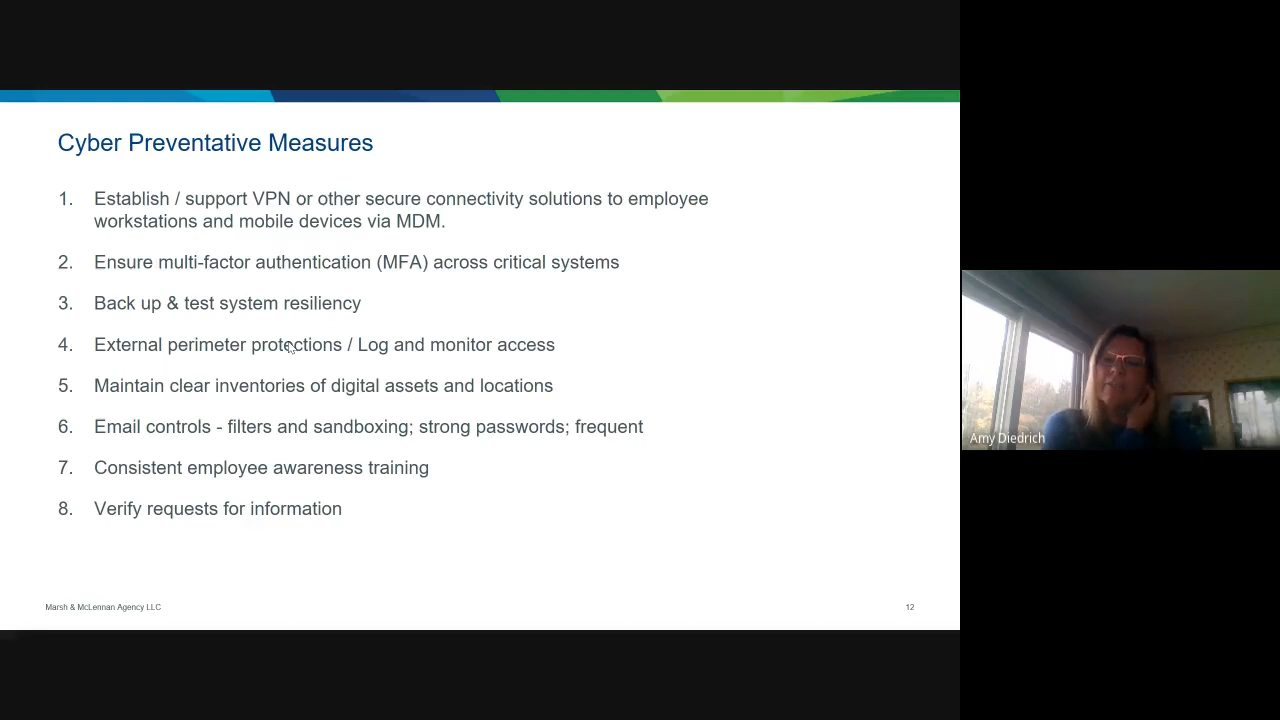 Cyber Preventative Measures
1. Establish / support VPN or other secure connectivity solutions to employee
workstations and mobile devices via MDM.
2. Ensure multi-factor authentication (MFA) across critical systems
3. Back up & test system resiliency
4. External perimeter protections / Log and monitor access
5. Maintain clear inventories of digital assets and locations
6. Email controls - filters and sandboxing; strong passwords; frequent
7. Consistent employee awareness training
8. Verify requests for information
Marsh & McLennan Agency LLC
12
Amy Diedrich